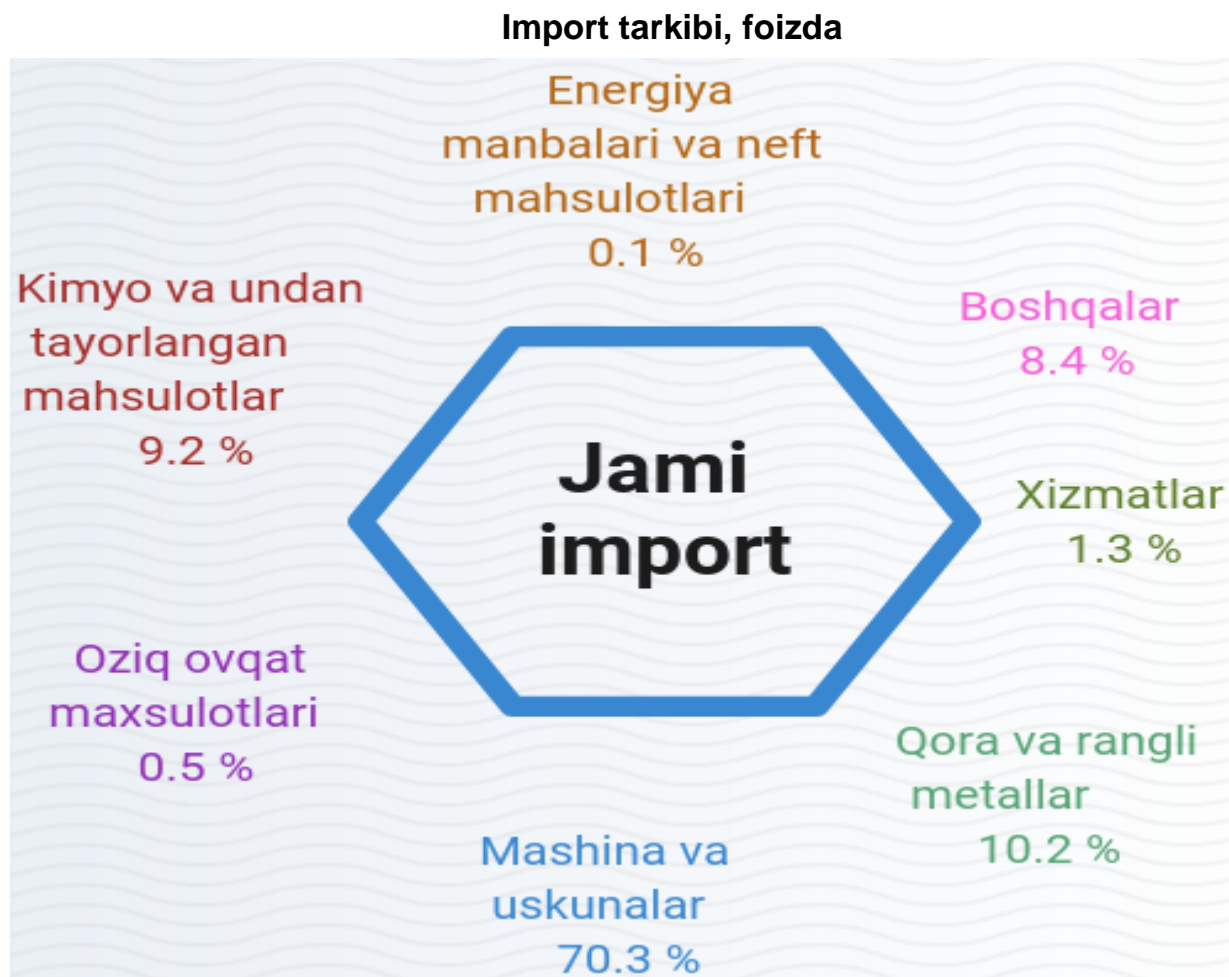 Import tarkibi, foizda
Energiya
manbalari va neft
mahsulotlari
0.1 %
Kimyo va undan
tayorlangan
mahsulotlar
9.2 %
Boshqalar
8.4 %
Jami
import
Xizmatlar
1.3 %
Oziq ovqat
maxsulotlari
0.5 %
Qora va rangli
metallar
10.2 %
Mashina va
uskunalar
70.3 %